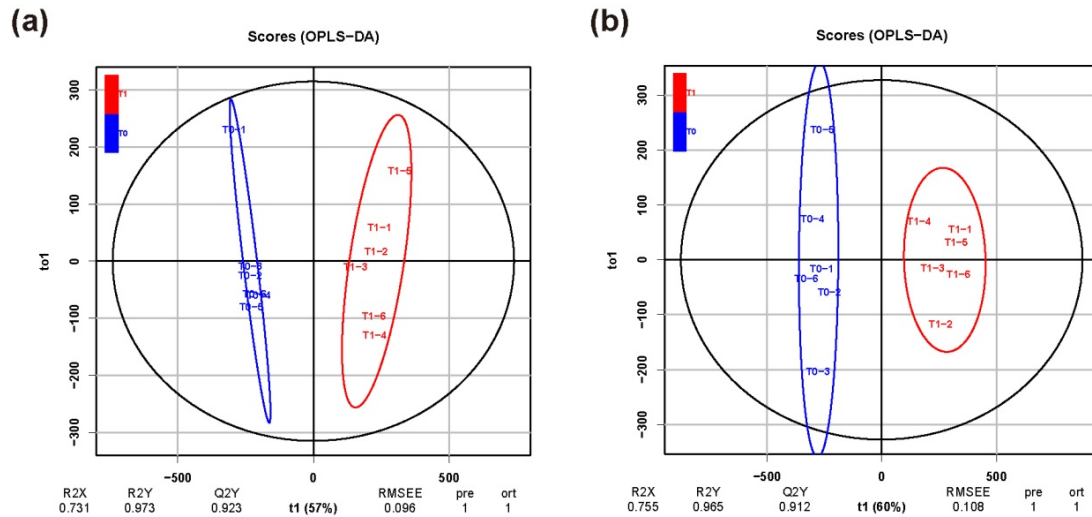 (a)
Scores (OPLS−DA)
T1
T0
300
200
100
0
−100
−200
−300
to1
T0−1
T0−3
T0−2
T0−4
T0−5
T1−5
T1−1
T1−2
T1−3
T1−6
T1−4
−500
0
500
R2X R2Y Q2Y RMSEE pre ort
0.731 0.973 0.923 t1 (57%) 0.096 1 1
(b)
Scores (OPLS−DA)
T1
T0
300
200
100
0
−100
−200
−300
to1
T0−5
T0−4
T0−1
T0−6
T0−2
T0−3
T1−4
T1−1
T1−5
T1−3
T1−6
T1−2
−500
0
500
R2X R2Y Q2Y RMSEE pre ort
0.755 0.965 0.912 t1 (60%) 0.108 1 1